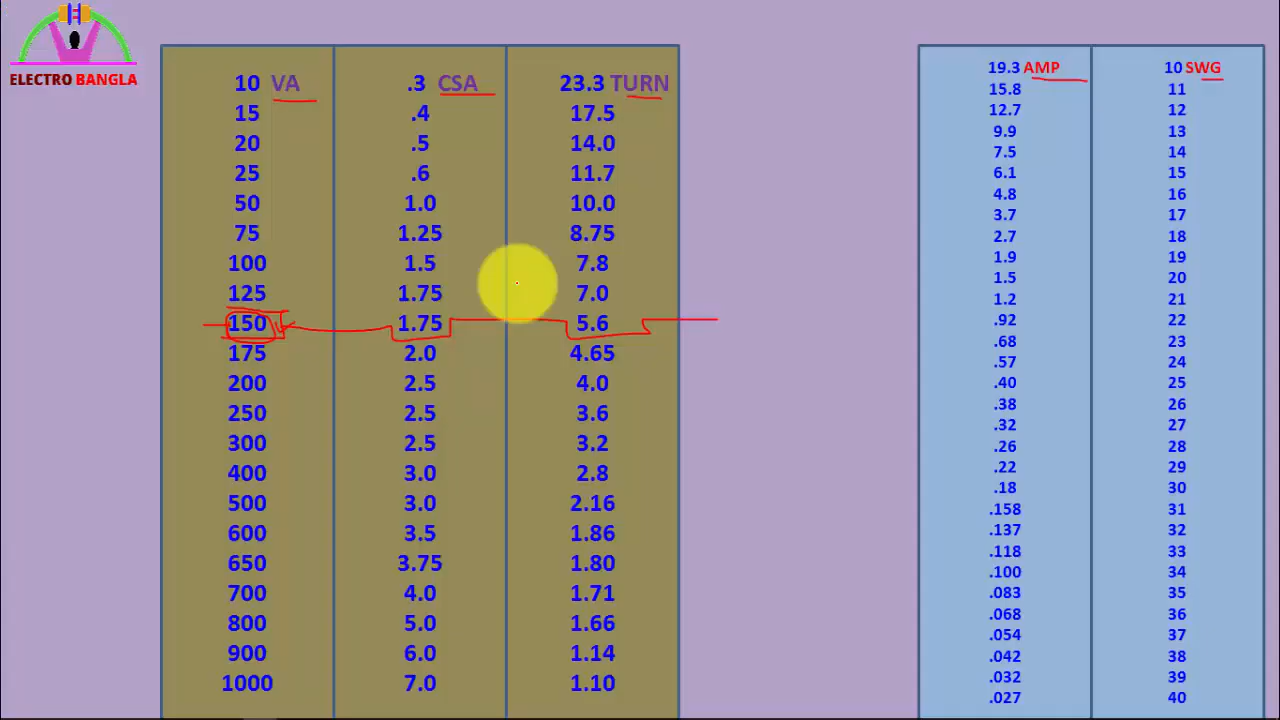 ELECTRO BANGLA
10 VA .3 CSA 23.3 TURN
15 .4 17.5
20 .5 14.0
25 .6 11.7
50 1.0 10.0
75 1.25 8.75
100 1.5 7.8
125 1.75 7.0
150 1.75 5.6
175 2.0 4.65
200 2.5 4.0
250 2.5 3.6
300 2.5 3.2
400 3.0 2.8
500 3.0 2.16
600 3.5 1.86
650 3.75 1.80
700 4.0 1.71
800 5.0 1.66
900 6.0 1.14
1000 7.0 1.10
19.3 AMP 10 SWG
15.8 11
12.7 12
9.9 13
7.5 14
6.1 15
4.8 16
3.7 17
2.7 18
1.9 19
1.5 20
1.2 21
.92 22
.68 23
.57 24
.40 25
.38 26
.32 27
.26 28
.22 29
.18 30
.158 31
.137 32
.118 33
.100 34
.083 35
.068 36
.054 37
.042 38
.032 39
.027 40